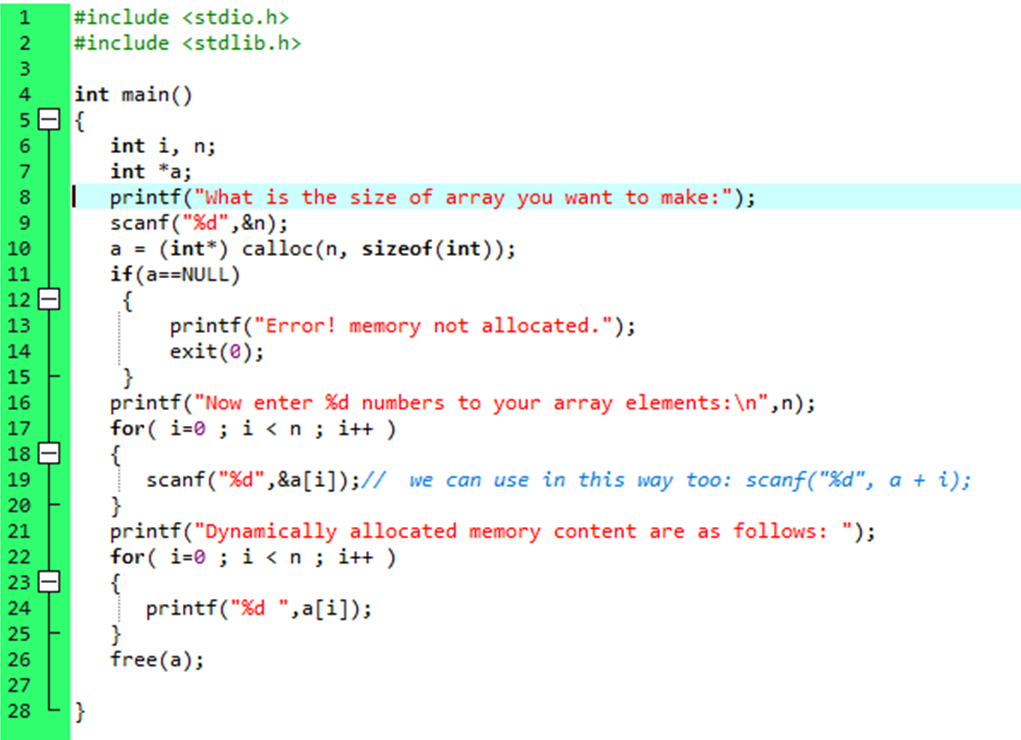 1 #include <stdio.h>
2 #include <stdlib.h>
3
4 int main()
5 {
6 int i, n;
7 int *a;
8 printf("What is the size of array you want to make:");
9 scanf("%d",&n);
10 a = (int*) calloc(n, sizeof(int));
11 if(a==NULL)
12 {
13 printf("Error! memory not allocated.");
14 exit(0);
15 }
16 printf("Now enter %d numbers to your array elements:\n",n);
17 for( i=0 ; i < n ; i++ )
18 {
19 scanf("%d",&a[i]);// we can use in this way too: scanf("%d", a + i);
20 }
21 printf("Dynamically allocated memory content are as follows: ");
22 for( i=0 ; i < n ; i++ )
23 {
24 printf("%d ",a[i]);
25 }
26 free(a);
27
28 }